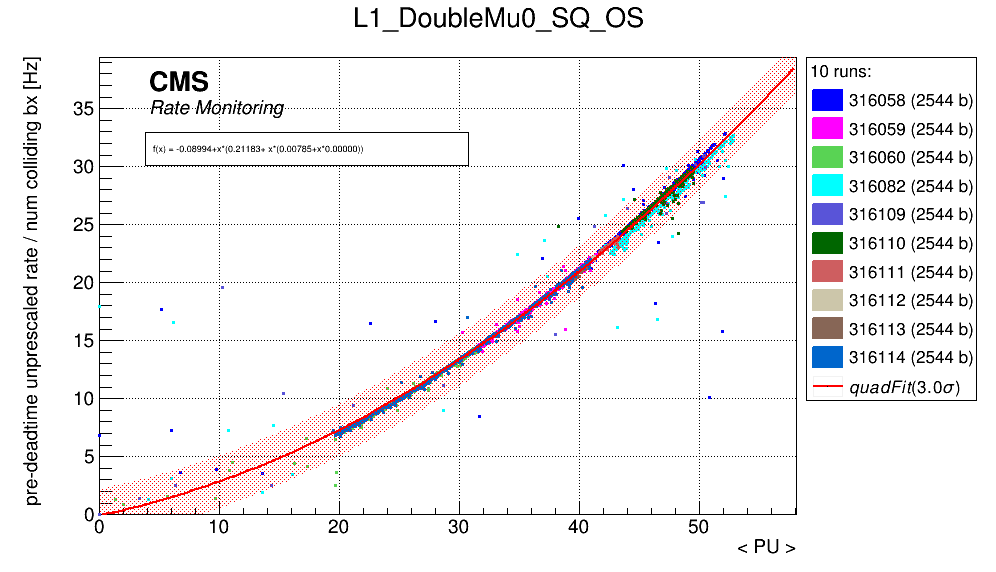 L1_DoubleMu0_SQ_OS
pre-deadtime unprescaled rate / num colliding bx [Hz]
CMS
Rate Monitoring
f(x) = -0.08994+x*(0.21183+ x*(0.00785+x*0.00000))
35
30
25
20
15
10
5
0
0 10 20 30 40 50
< PU >
10 runs:
316058 (2544 b)
316059 (2544 b)
316060 (2544 b)
316082 (2544 b)
316109 (2544 b)
316110 (2544 b)
316111 (2544 b)
316112 (2544 b)
316113 (2544 b)
316114 (2544 b)
quadFit(3.0σ)